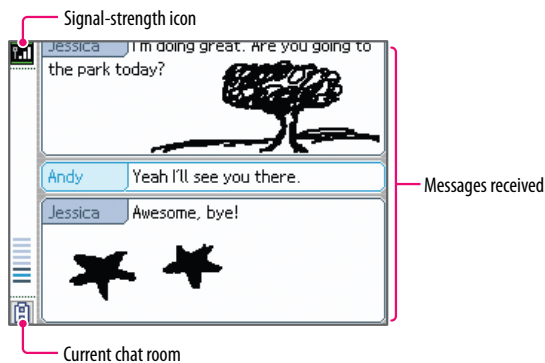 Signal-strength icon
Jessica I'm doing great. Are you going to
the park today?
Andy Yeah I'll see you there.
Messages received
Jessica Awesome, bye!
Current chat room